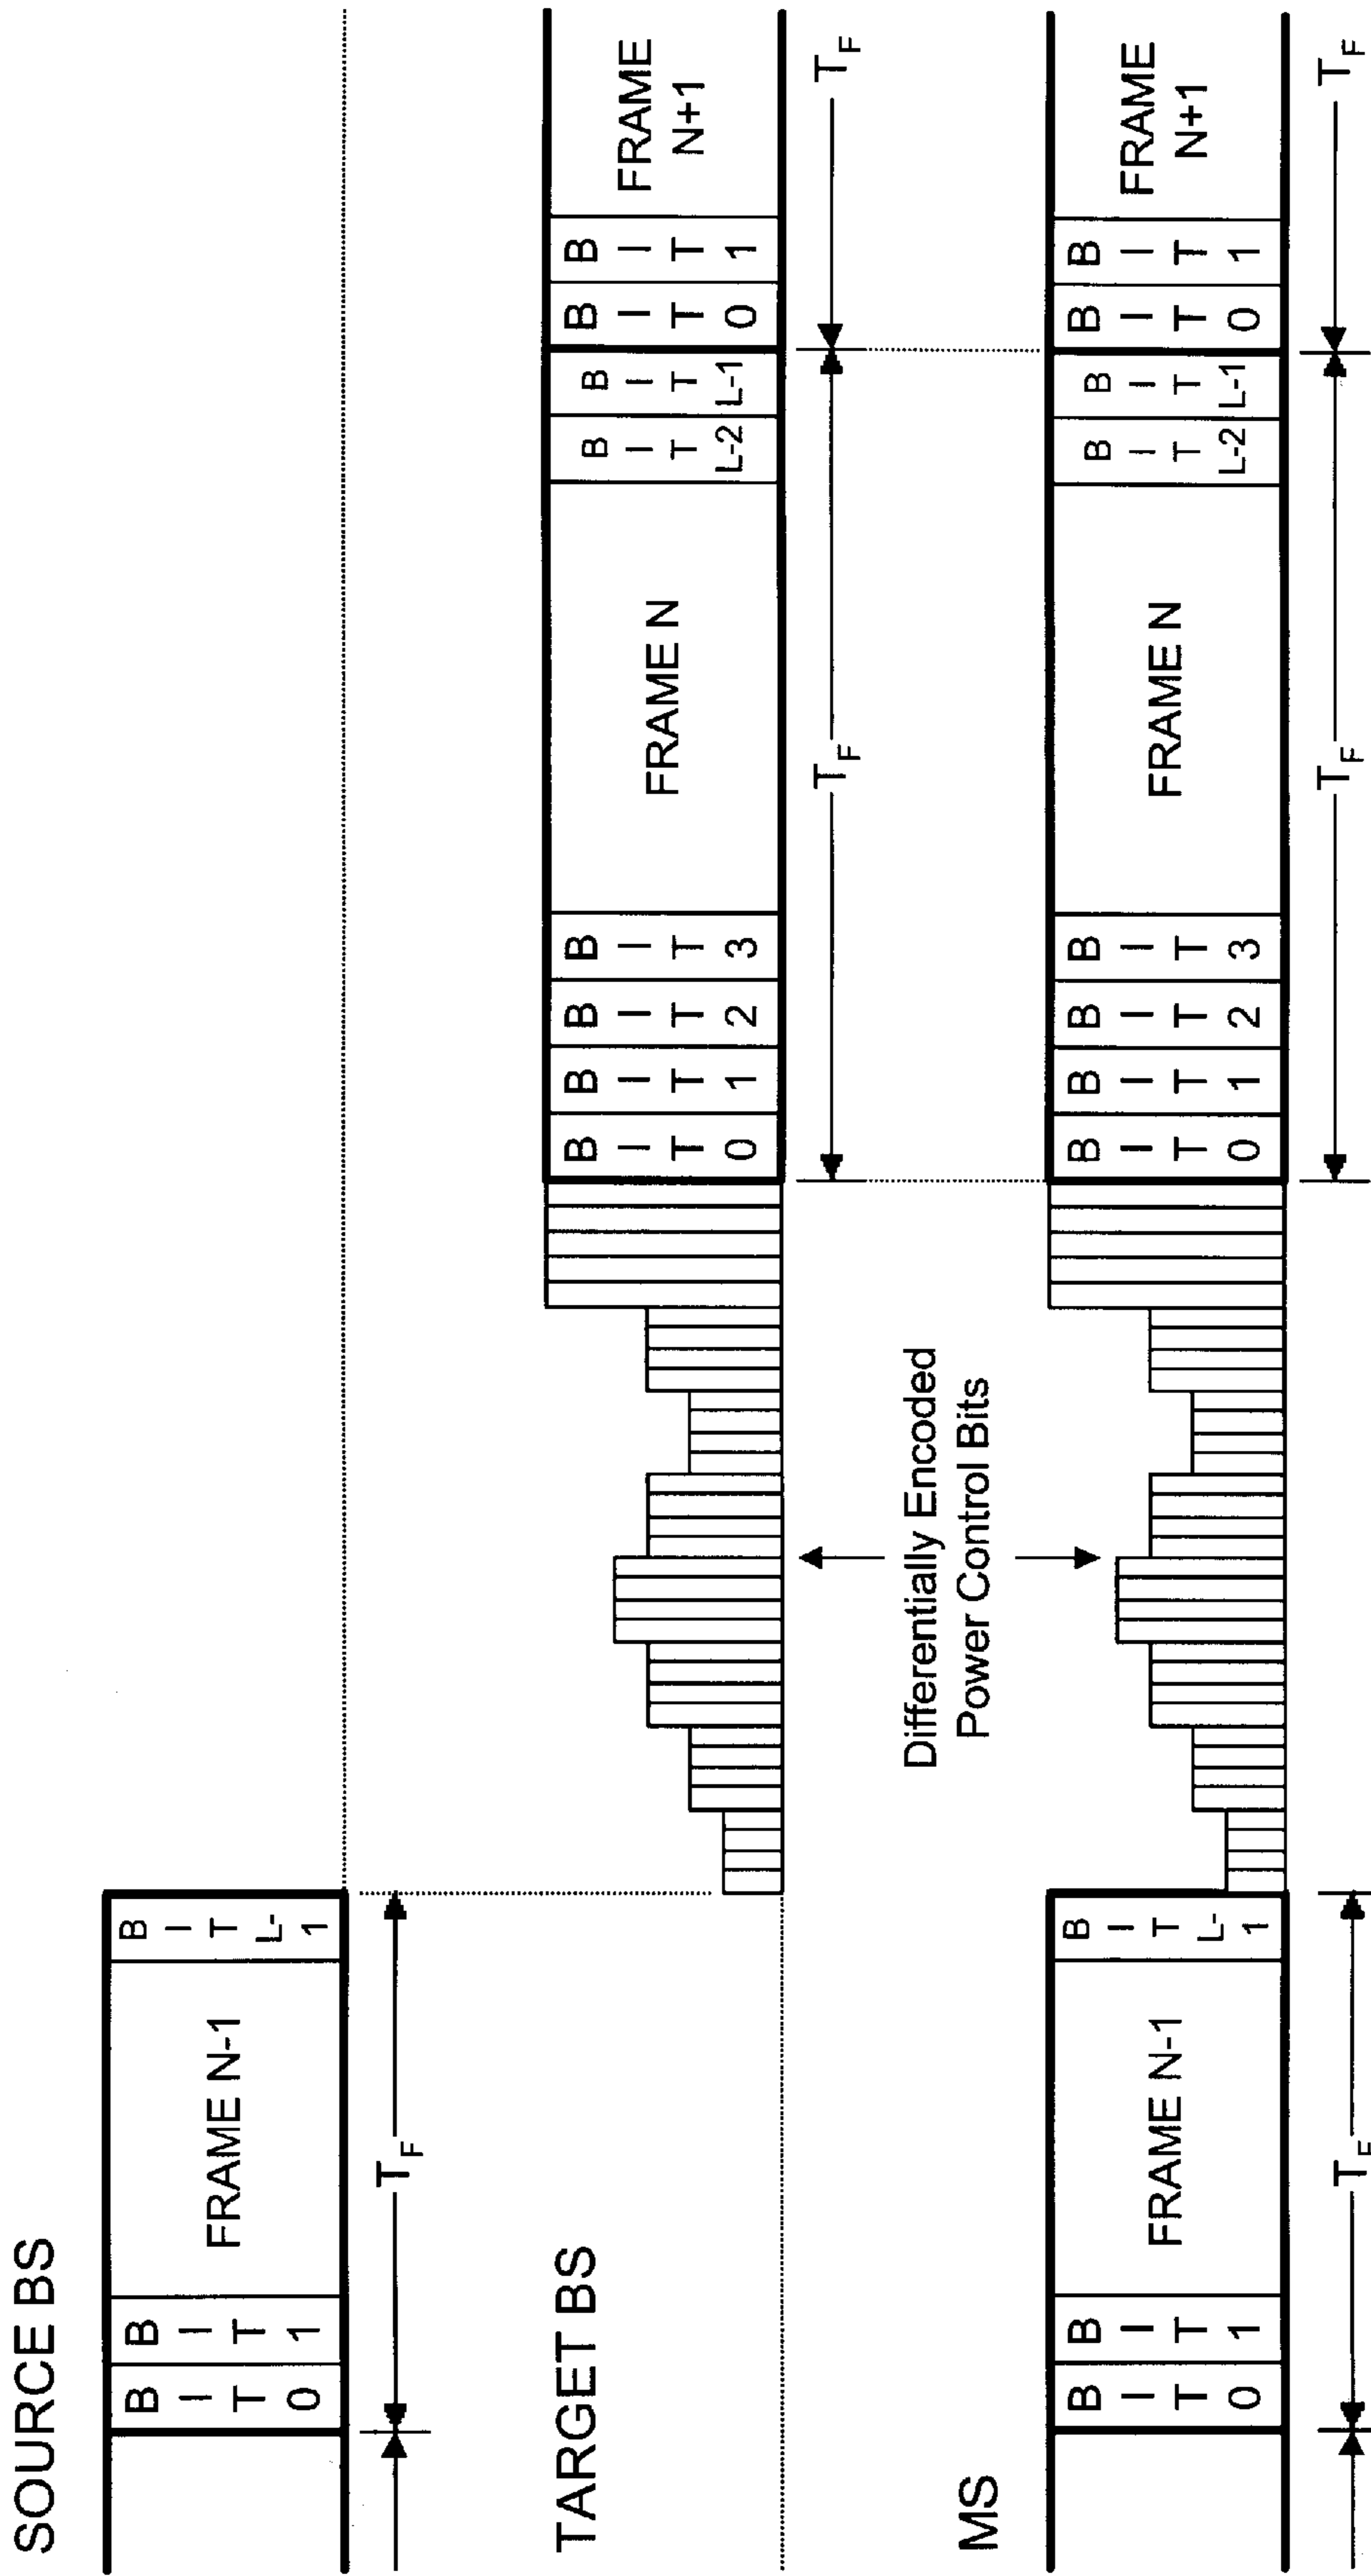 SOURCE BS
BIT 0
BIT 1
FRAME N-1
BIT L-1
T_F
TARGET BS
BIT 0
BIT 1
BIT 2
BIT 3
FRAME N
BIT L-2
BIT L-1
BIT 0
BIT 1
FRAME
N+1
T_F
T_F
Differentially Encoded
Power Control Bits
MS
BIT 0
BIT 1
FRAME N-1
BIT L-1
BIT 0
BIT 1
BIT 2
BIT 3
FRAME N
BIT L-2
BIT L-1
BIT 0
BIT 1
FRAME
N+1
T_F
T_F
T_F